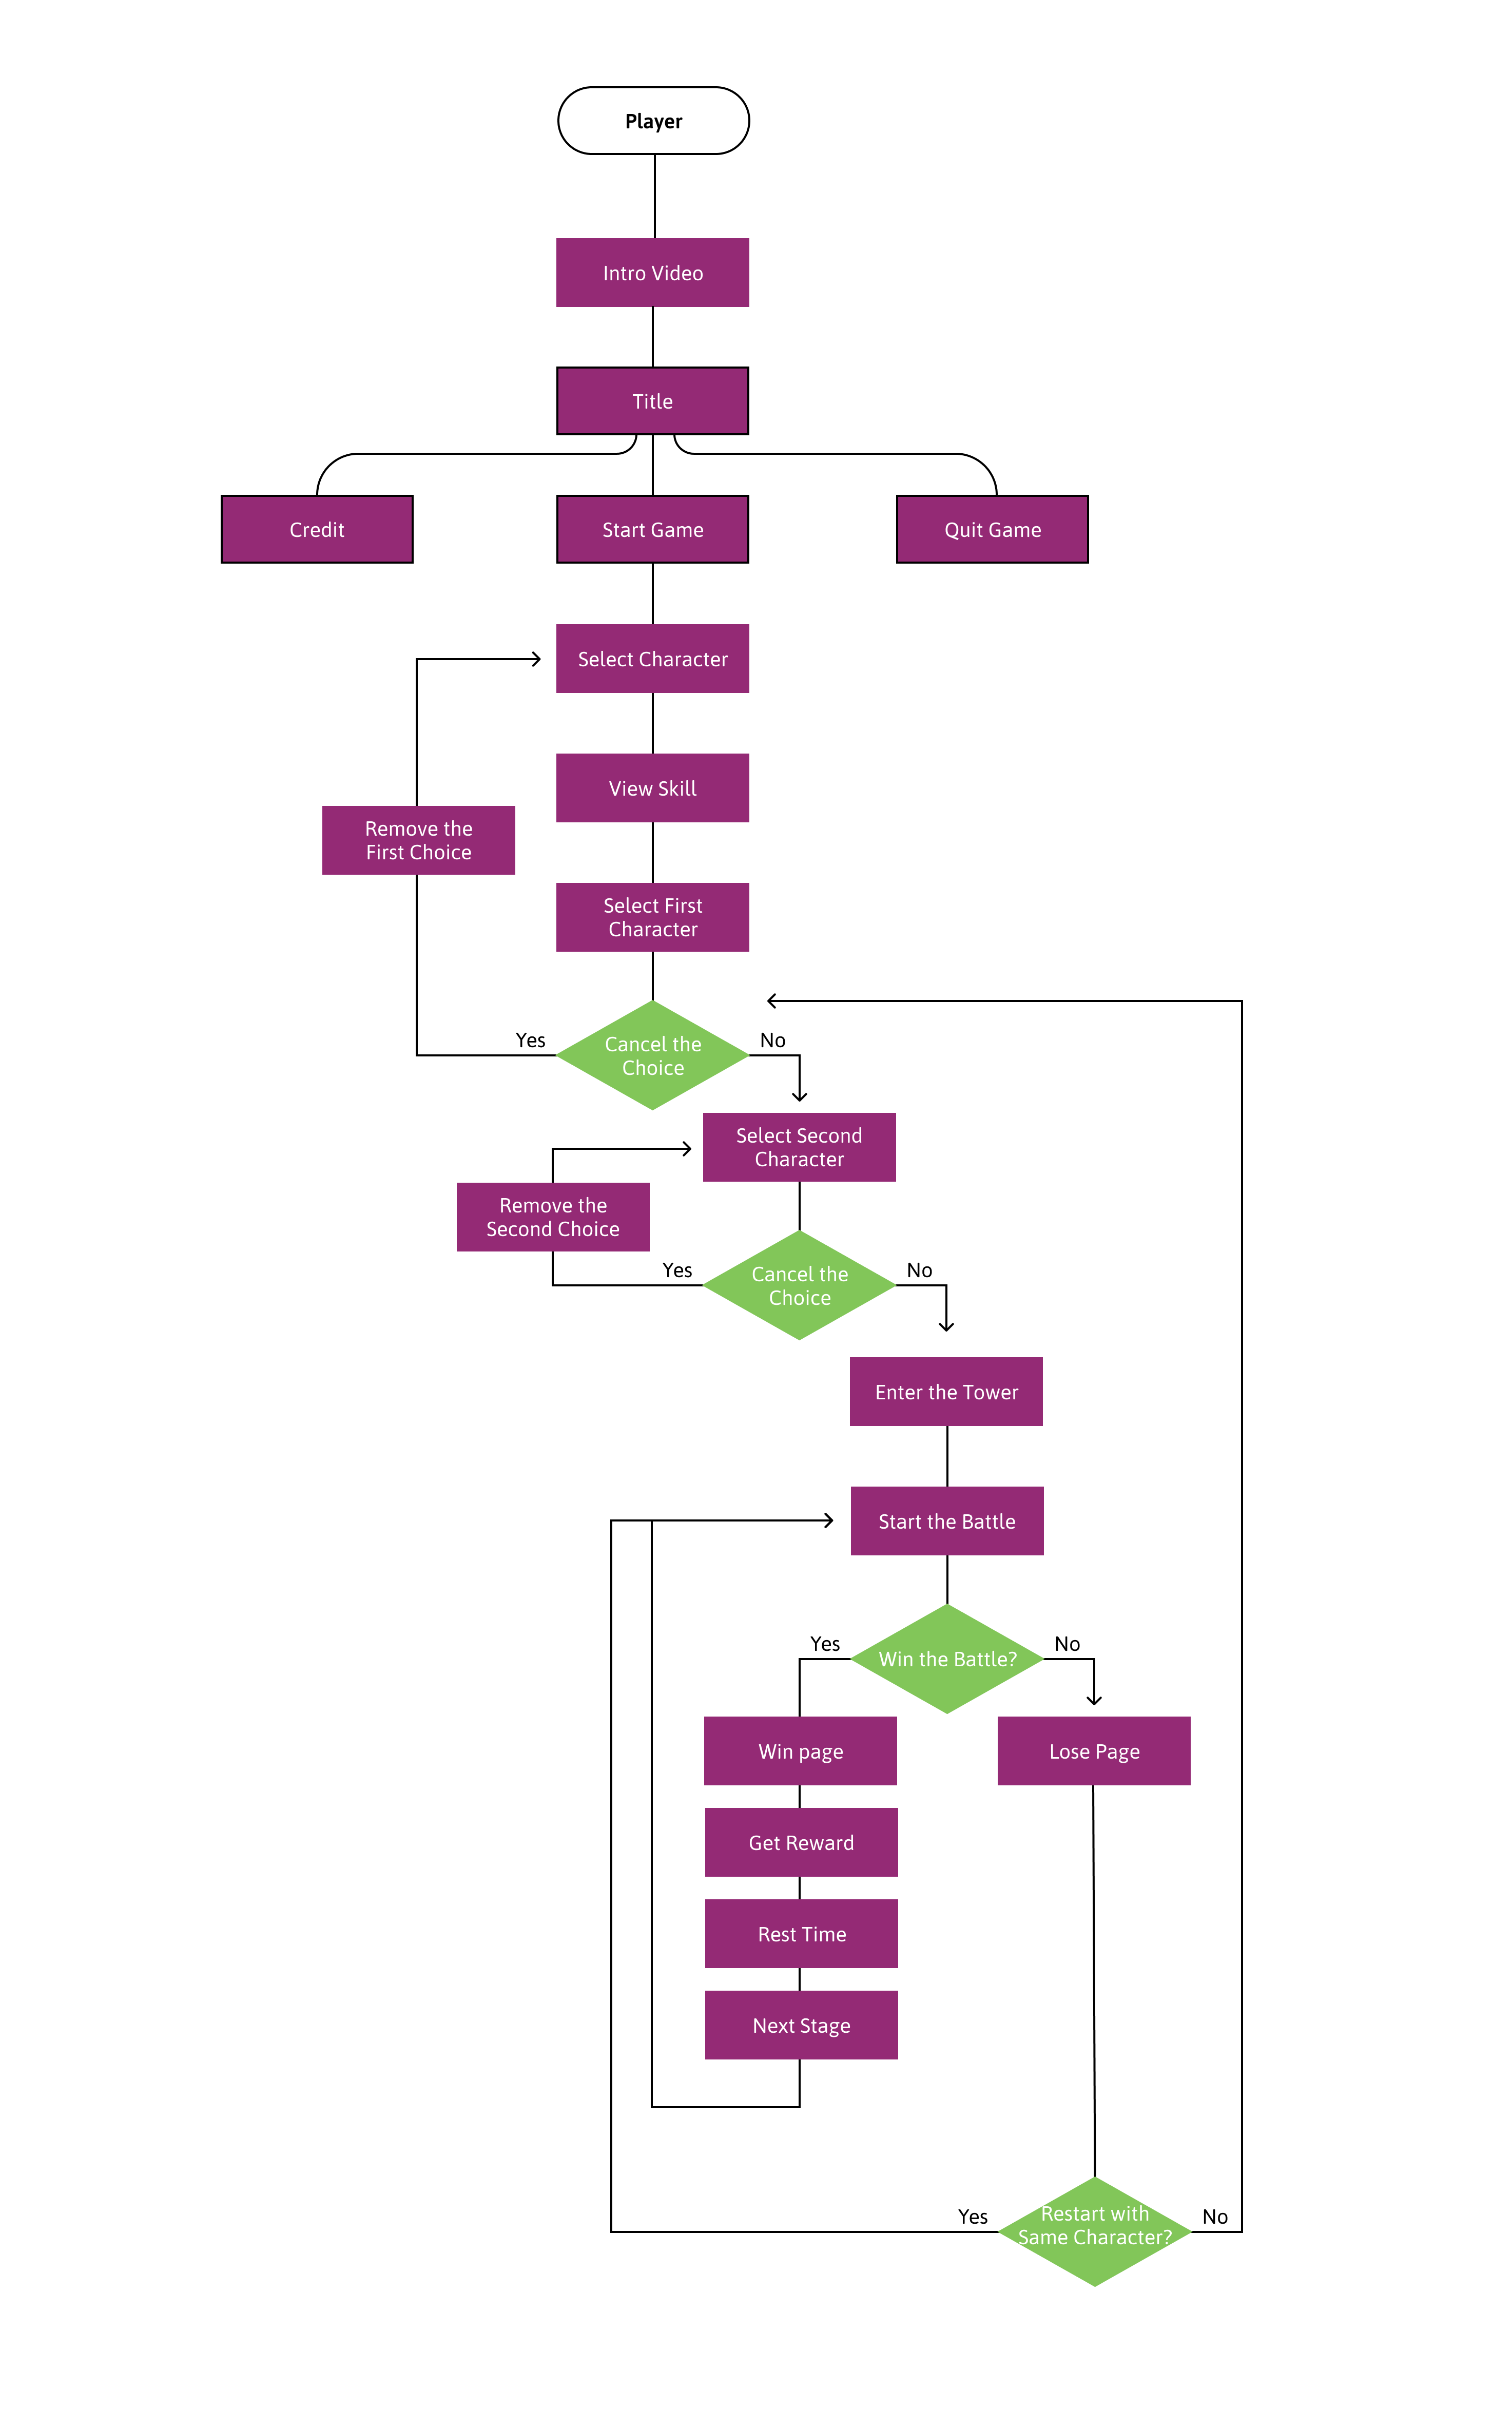 Player
Intro Video
Title
Credit
Start Game
Quit Game
Select Character
View Skill
Remove the
First Choice
Select First
Character
Yes
Cancel the
Choice
No
Select Second
Character
Remove the
Second Choice
Yes
Cancel the
Choice
No
Enter the Tower
Start the Battle
Yes
Win the Battle?
No
Win page
Lose Page
Get Reward
Rest Time
Next Stage
Yes
Restart with
Same Character?
No